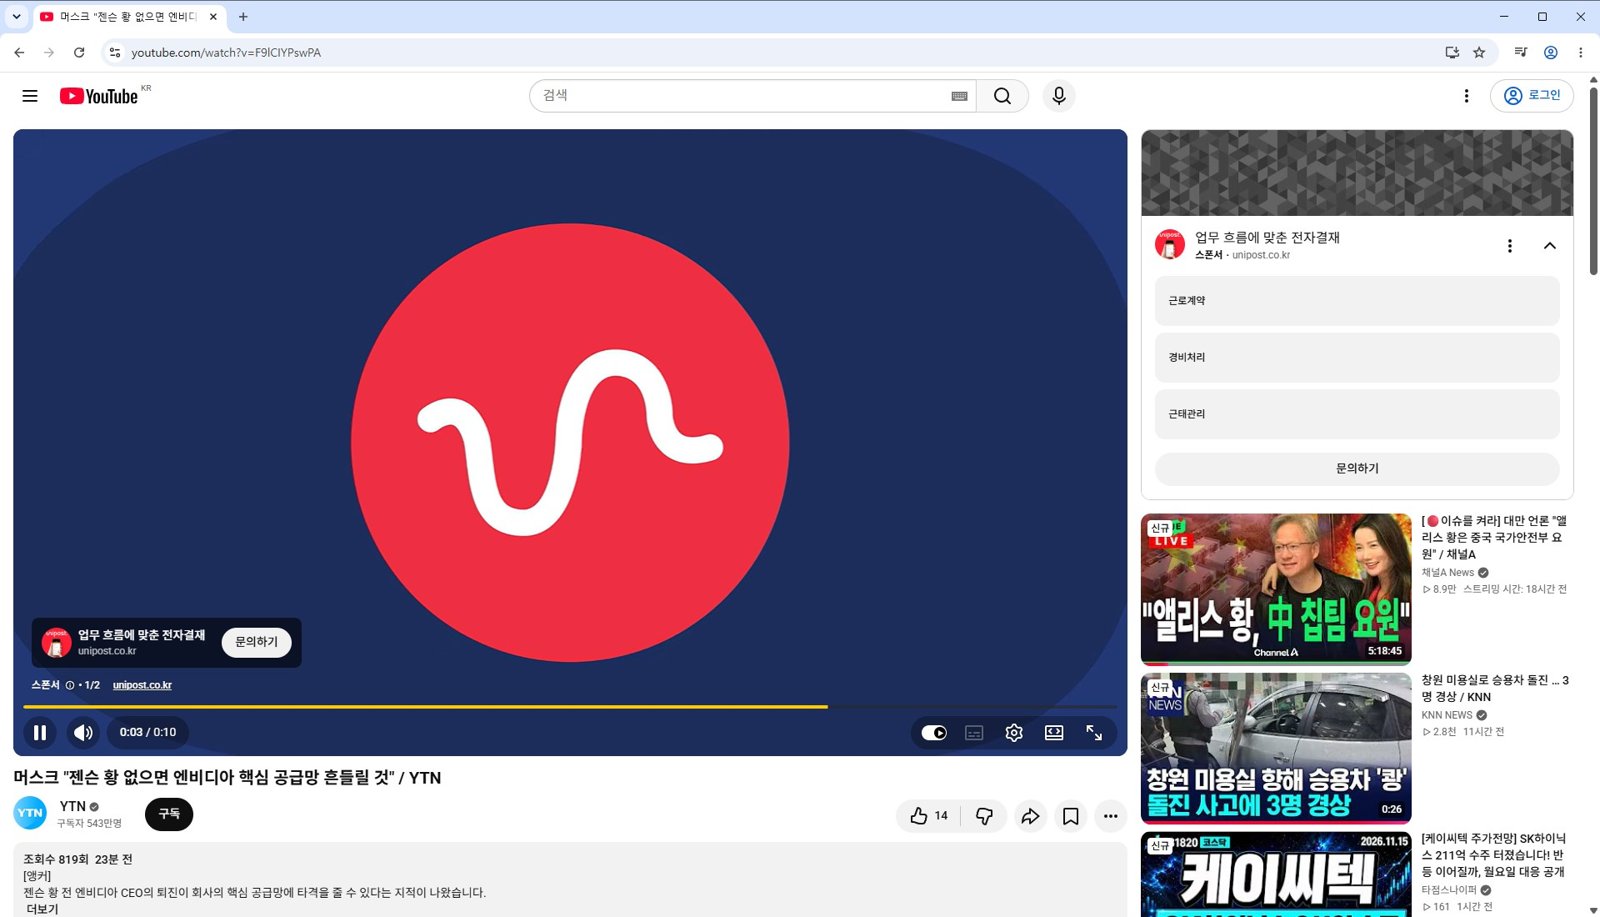 머스크 "젠슨 황 없으면 엔비디
youtube.com/watch?v=F9lCIYPswPA
YouTube KR
검색
로그인
업무 흐름에 맞춘 전자결재
unipost.co.kr
문의하기
스폰서 · 1/2 unipost.co.kr
0:03 / 0:10
머스크 "젠슨 황 없으면 엔비디아 핵심 공급망 흔들릴 것" / YTN
YTN
YTN
구독자 543만명
구독
14
조회수 819회 23분 전
[앵커]
젠슨 황 전 엔비디아 CEO의 퇴진이 회사의 핵심 공급망에 타격을 줄 수 있다는 지적이 나왔습니다.
더보기
업무 흐름에 맞춘 전자결재
스폰서 · unipost.co.kr
근로계약
경비처리
근태관리
문의하기
신규
LIVE
"앨리스 황, 中 칩팀 요원"
Channel A
5:18:45
[🔴이슈를 켜라] 대만 언론 "앨
리스 황은 중국 국가안전부 요
원" / 채널A
채널A News
8.9만 스트리밍 시간: 18시간 전
신규
NEWS
창원 미용실 향해 승용차 '쾅'
돌진 사고에 3명 경상
0:26
창원 미용실로 승용차 돌진 ... 3
명 경상 / KNN
KNN NEWS
2.8천 11시간 전
신규
1820 코스닥
2026.11.15
케이씨텍
[케이씨텍 주가전망] SK하이닉
스 211억 수주 터졌습니다! 반
등 이어질까, 월요일 대응 공개
타점스나이퍼
161 1시간 전